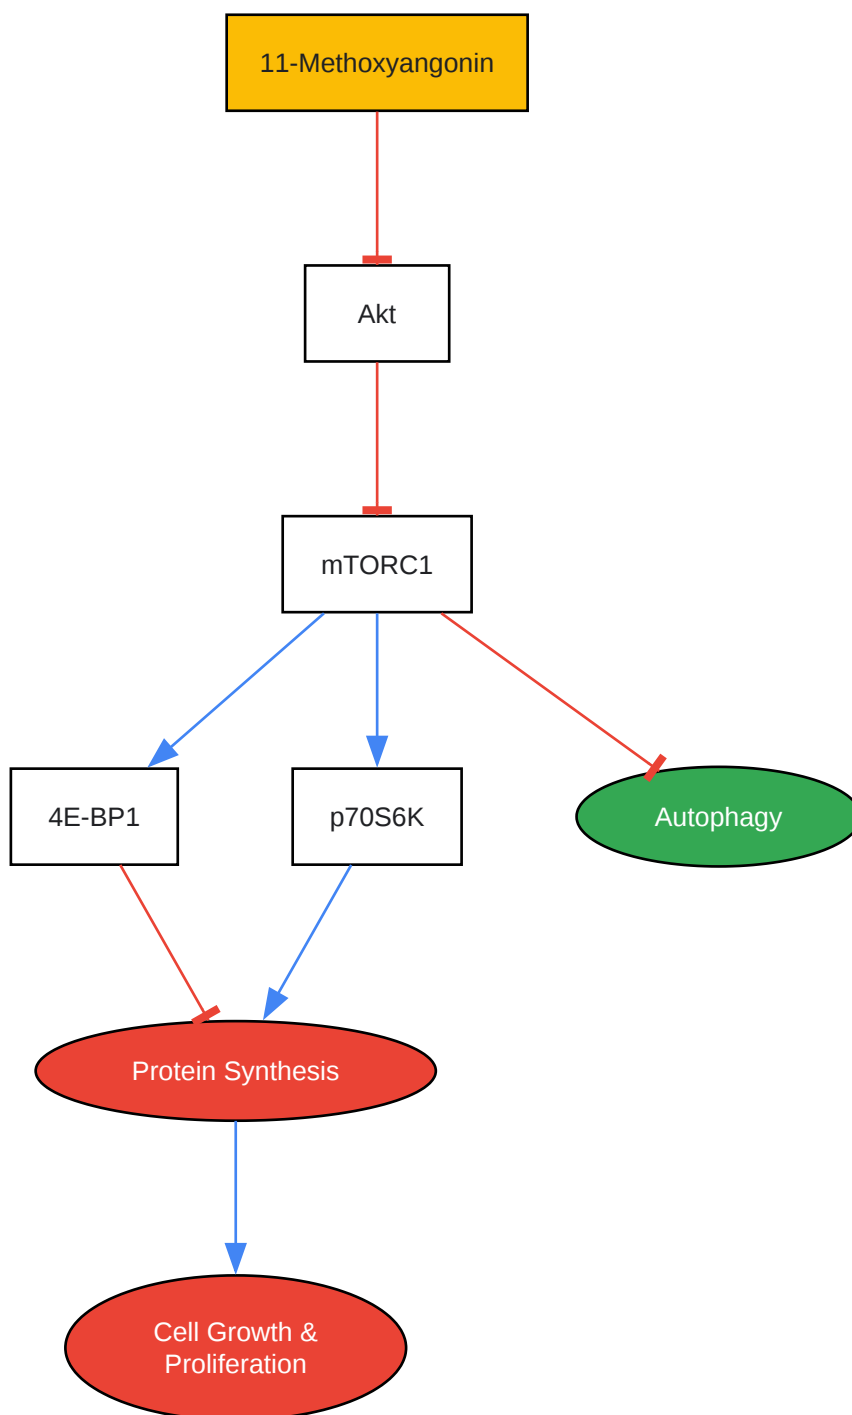 11-Methoxyangonin
Akt
mTORC1
4E-BP1
p70S6K
Autophagy
Protein Synthesis
Cell Growth &
Proliferation